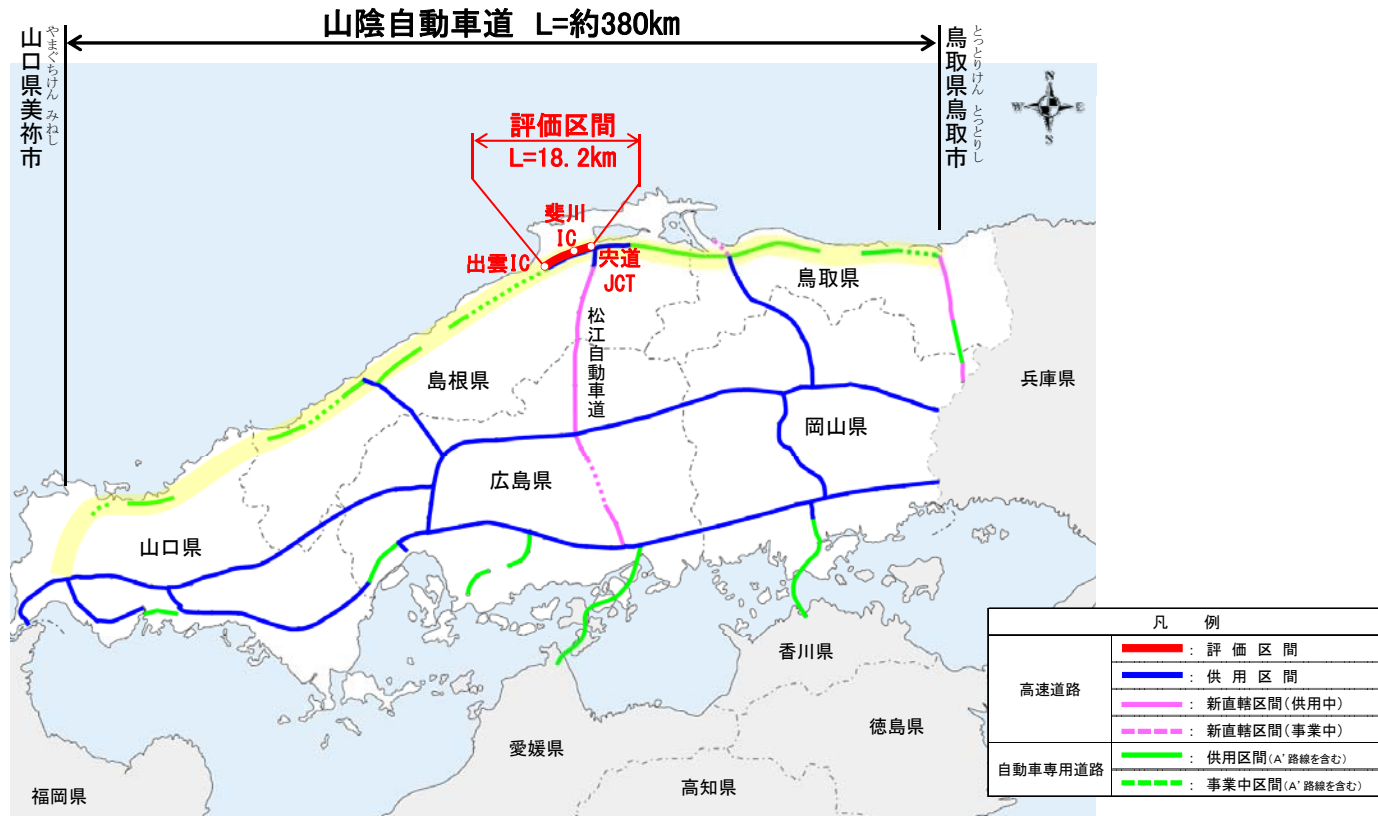 山陰自動車道 L=約380km
山口県美祢市
やまぐちけん みねし
鳥取県鳥取市
とっとりけん とっとりし
N
W
E
S
評価区間
L=18.2km
斐川
IC
出雲IC
宍道
JCT
鳥取県
松江自動車道
島根県
兵庫県
岡山県
広島県
山口県
香川県
徳島県
愛媛県
高知県
福岡県
凡 例
高速道路
: 評価区間
: 供用区間
: 新直轄区間(供用中)
: 新直轄区間(事業中)
自動車専用道路
: 供用区間(A'路線を含む)
: 事業中区間(A'路線を含む)